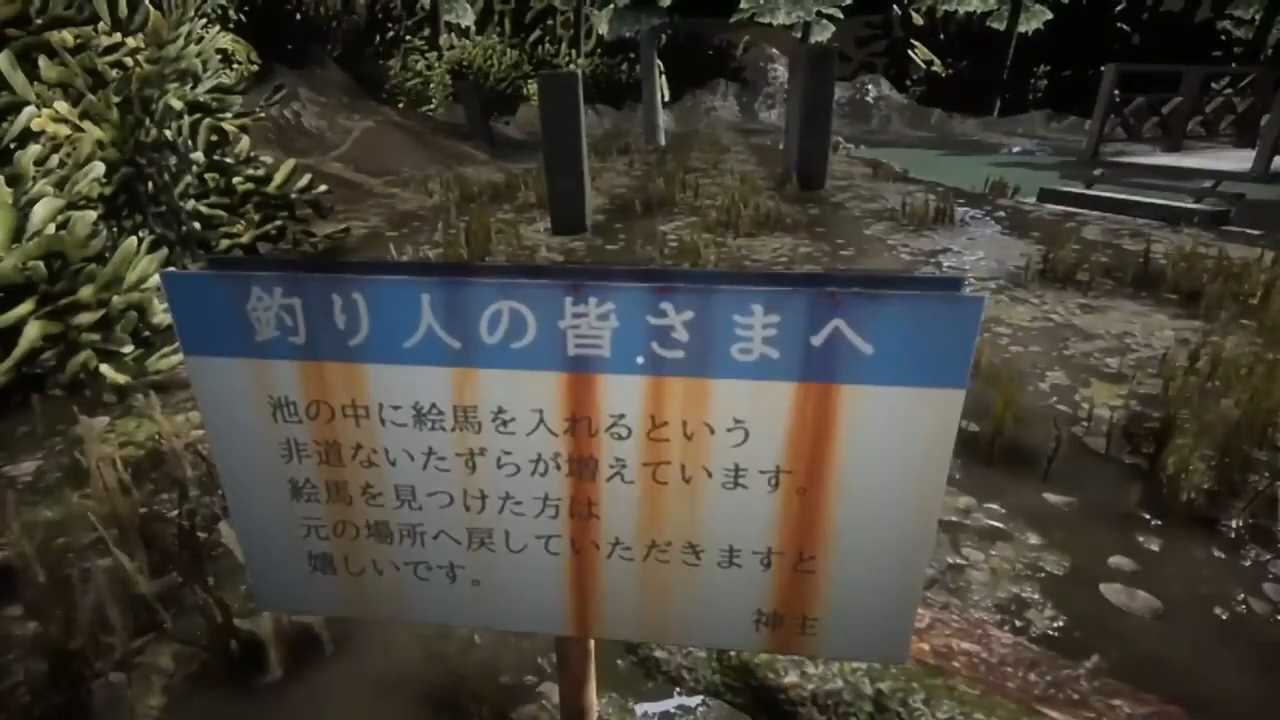 釣り人の皆さまへ
池の中に絵馬を入れるという
非道ないたずらが増えています。
絵馬を見つけた方は
元の場所へ戻していただきますと
嬉しいです。
神主